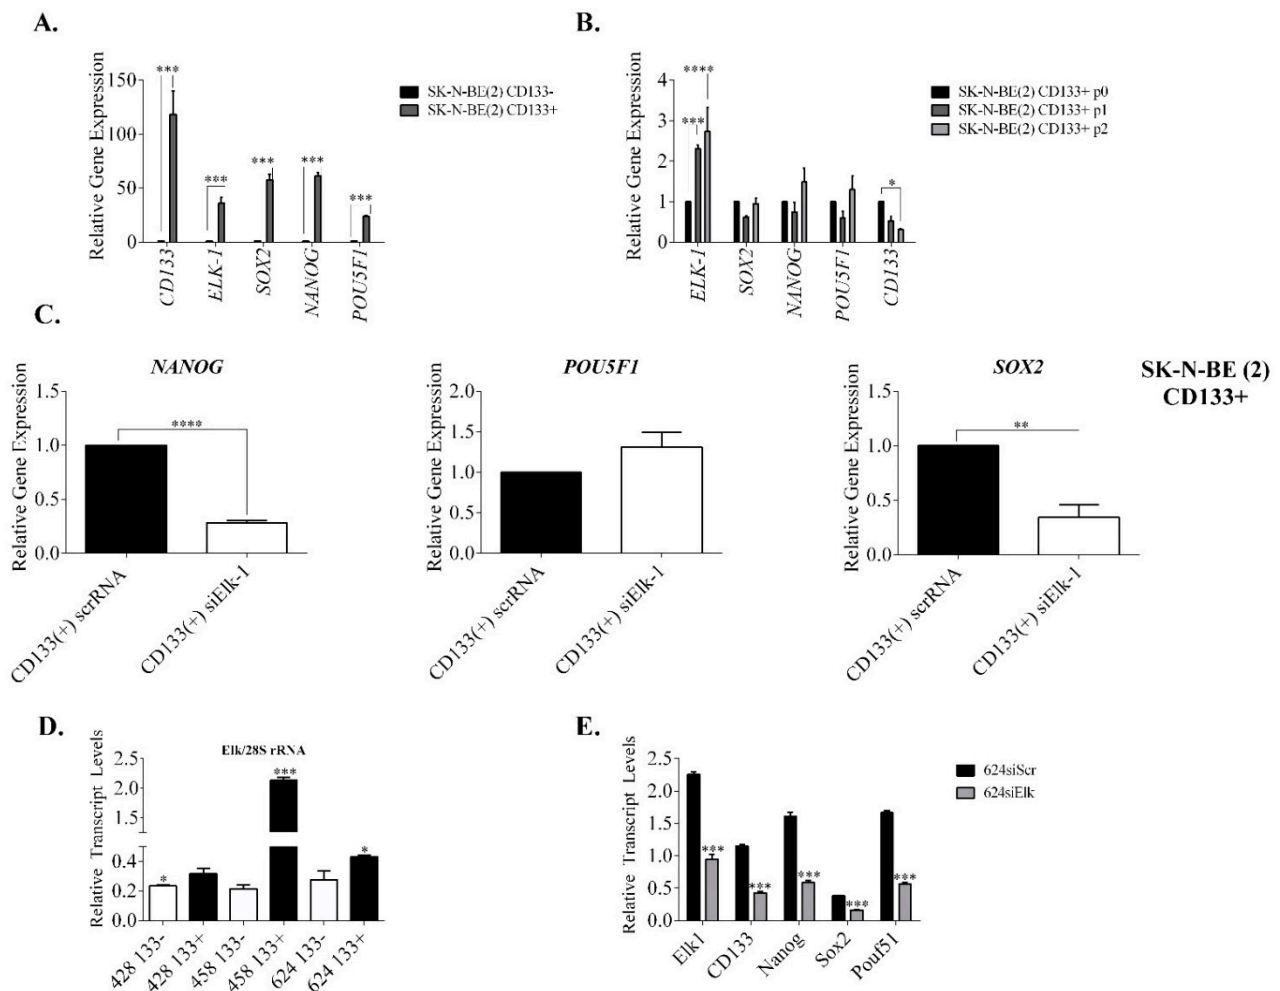 A.
Relative Gene Expression
150
100
50
0
***
***
***
***
***
CD133
ELK-1
SOX2
NANOG
POU5F1
SK-N-BE(2) CD133-
SK-N-BE(2) CD133+
B.
Relative Gene Expression
4
3
2
1
0
****
***
*
ELK-1
SOX2
NANOG
POU5F1
CD133
SK-N-BE(2) CD133+ p0
SK-N-BE(2) CD133+ p1
SK-N-BE(2) CD133+ p2
C.
NANOG
Relative Gene Expression
1.5
1.0
0.5
0.0
****
CD133(+) scrRNA
CD133(+) siElk-1
POU5F1
Relative Gene Expression
2.0
1.5
1.0
0.5
0.0
CD133(+) scrRNA
CD133(+) siElk-1
SOX2
Relative Gene Expression
1.5
1.0
0.5
0.0
**
CD133(+) scrRNA
CD133(+) siElk-1
SK-N-BE (2)
CD133+
D.
Elk/28S rRNA
Relative Transcript Levels
2.5
2.0
1.5
0.4
0.2
0.0
*
***
*
428 133-
428 133+
458 133-
458 133+
624 133-
624 133+
E.
Relative Transcript Levels
2.5
2.0
1.5
1.0
0.5
0.0
***
***
***
***
***
Elk1
CD133
Nanog
Sox2
Pouf51
624siScr
624siElk